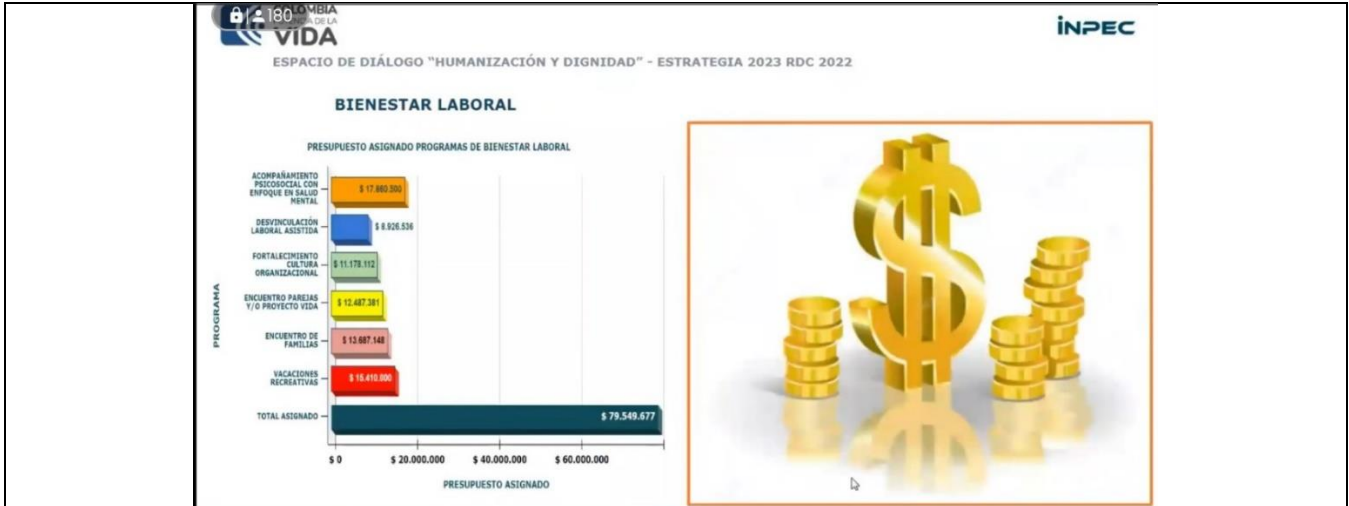 180
LOMBIA
DE LA
VIDA
INPEC
ESPACIO DE DIÁLOGO "HUMANIZACIÓN Y DIGNIDAD" - ESTRATEGIA 2023 RDC 2022
BIENESTAR LABORAL
PRESUPUESTO ASIGNADO PROGRAMAS DE BIENESTAR LABORAL
PROGRAMA
ACOMPAÑAMIENTO
PSICOSOCIAL CON
ENFOQUE EN SALUD
MENTAL
$ 17.860.500
DESVINCULACIÓN
LABORAL ASISTIDA
$ 8.926.536
FORTALECIMIENTO
CULTURA
ORGANIZACIONAL
$ 11.178.112
ENCUENTRO PAREJAS
Y/O PROYECTO VIDA
$ 12.487.381
ENCUENTRO DE
FAMILIAS
$ 13.687.148
VACACIONES
RECREATIVAS
$ 15.410.000
TOTAL ASIGNADO
$ 79.549.677
$ 0 $ 20.000.000 $ 40.000.000 $ 60.000.000
PRESUPUESTO ASIGNADO